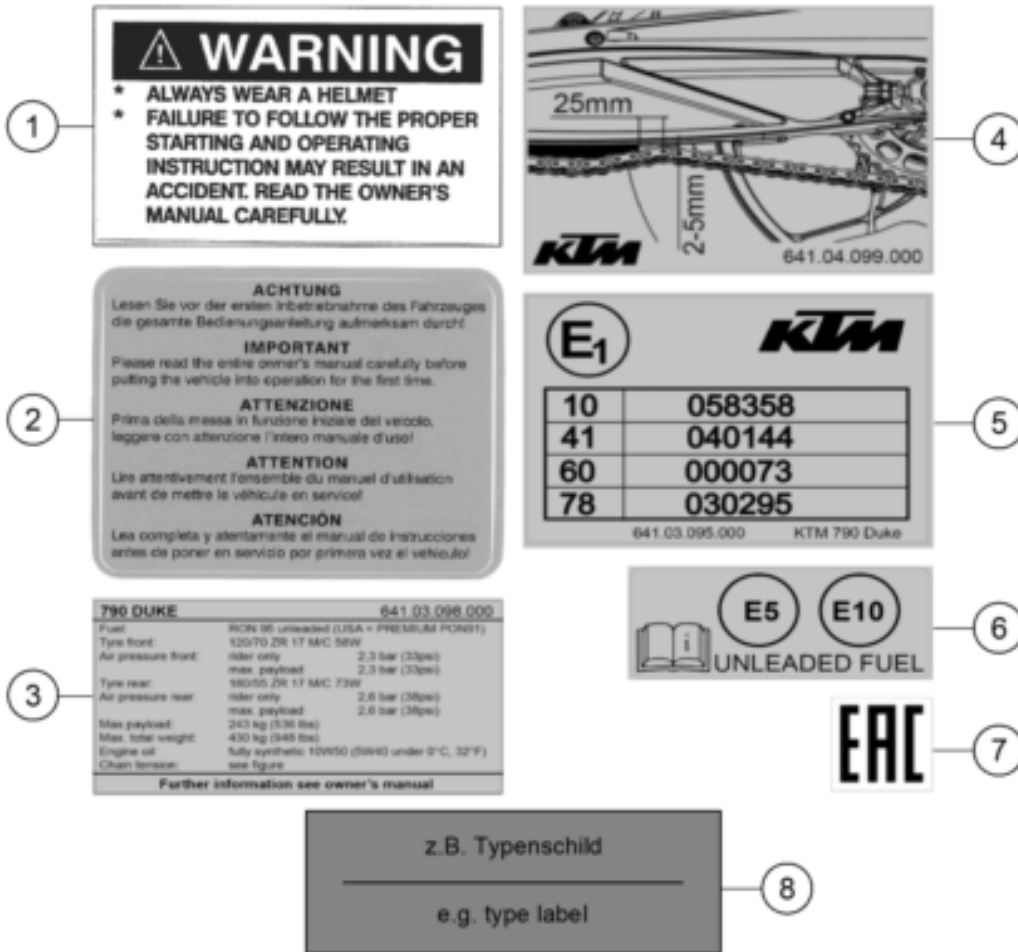 ⚠ WARNING
* ALWAYS WEAR A HELMET
* FAILURE TO FOLLOW THE PROPER
STARTING AND OPERATING
INSTRUCTION MAY RESULT IN AN
ACCIDENT. READ THE OWNER'S
MANUAL CAREFULLY.
1
25mm
2-5mm
KTM
641.04.099.000
4
ACHTUNG
Lesen Sie vor der ersten Inbetriebnahme des Fahrzeuges
die gesamte Bedienungsanleitung aufmerksam durch!
IMPORTANT
Please read the entire owner's manual carefully before
putting the vehicle into operation for the first time.
ATTENZIONE
Prima della messa in funzione iniziale del veicolo,
leggere con attenzione l'intero manuale d'uso!
ATTENTION
Lire attentivement l'ensemble du manuel d'utilisation
avant de mettre le véhicule en service!
ATENCIÓN
Lea completa y atentamente el manual de instrucciones
antes de poner en servicio por primera vez el vehiculo!
2
E1
KTM
10 058358
41 040144
60 000073
78 030295
641.03.095.000 KTM 790 Duke
5
E5 E10
i
UNLEADED FUEL
6
790 DUKE 641.03.098.000
Fuel: RON 95 unleaded (USA = PREMIUM PON91)
Tyre front: 120/70 ZR 17 M/C 58W
Air pressure front: rider only 2,3 bar (33psi)
max. payload 2,3 bar (33psi)
Tyre rear: 180/55 ZR 17 M/C 73W
Air pressure rear: rider only 2,6 bar (38psi)
max. payload 2,6 bar (38psi)
Max payload: 243 kg (536 lbs)
Max. total weight: 430 kg (948 lbs)
Engine oil: fully synthetic 10W50 (5W40 under 0°C, 32°F)
Chain tension: see figure
Further information see owner's manual
3
EAC
7
z.B. Typenschild
e.g. type label
8